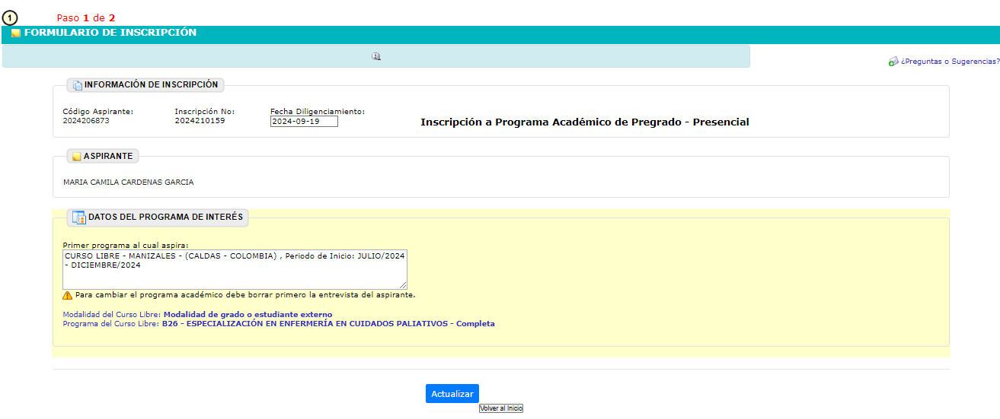 1
Paso 1 de 2
FORMULARIO DE INSCRIPCIÓN
¿Preguntas o Sugerencias?
INFORMACIÓN DE INSCRIPCIÓN
Código Aspirante: Inscripción No: Fecha Diligenciamiento:
2024206873 2024210159 2024-09-19 Inscripción a Programa Académico de Pregrado - Presencial
ASPIRANTE
MARIA CAMILA CARDENAS GARCIA
DATOS DEL PROGRAMA DE INTERÉS
Primer programa al cual aspira:
CURSO LIBRE - MANIZALES - (CALDAS - COLOMBIA) , Periodo de Inicio: JULIO/2024
- DICIEMBRE/2024
Para cambiar el programa académico debe borrar primero la entrevista del aspirante.
Modalidad del Curso Libre: Modalidad de grado o estudiante externo
Programa del Curso Libre: B26 - ESPECIALIZACIÓN EN ENFERMERÍA EN CUIDADOS PALIATIVOS - Completa
Actualizar
Volver al Inicio